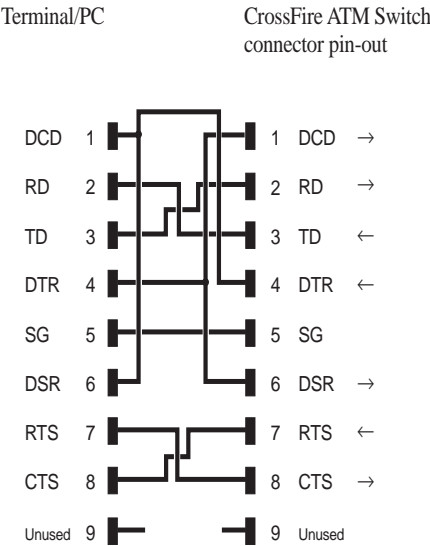 Terminal/PC CrossFire ATM Switch
connector pin-out
DCD 1 1 DCD →
RD 2 2 RD →
TD 3 3 TD ←
DTR 4 4 DTR ←
SG 5 5 SG
DSR 6 6 DSR →
RTS 7 7 RTS ←
CTS 8 8 CTS →
Unused 9 9 Unused